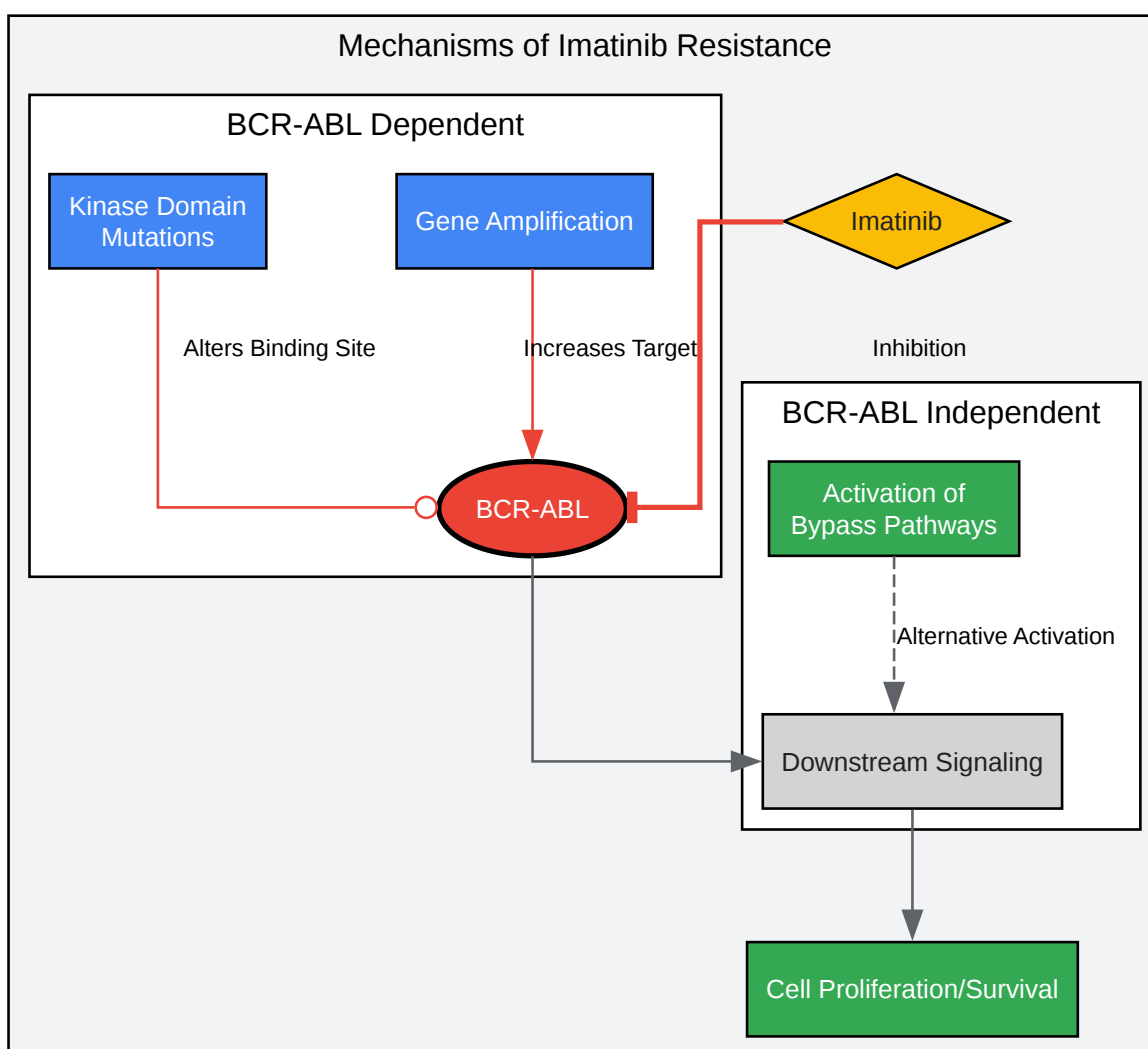 Mechanisms of Imatinib Resistance
BCR-ABL Dependent
Kinase Domain
Mutations
Gene Amplification
Imatinib
Alters Binding Site
Increases Target
Inhibition
BCR-ABL Independent
Activation of
Bypass Pathways
BCR-ABL
Alternative Activation
Downstream Signaling
Cell Proliferation/Survival